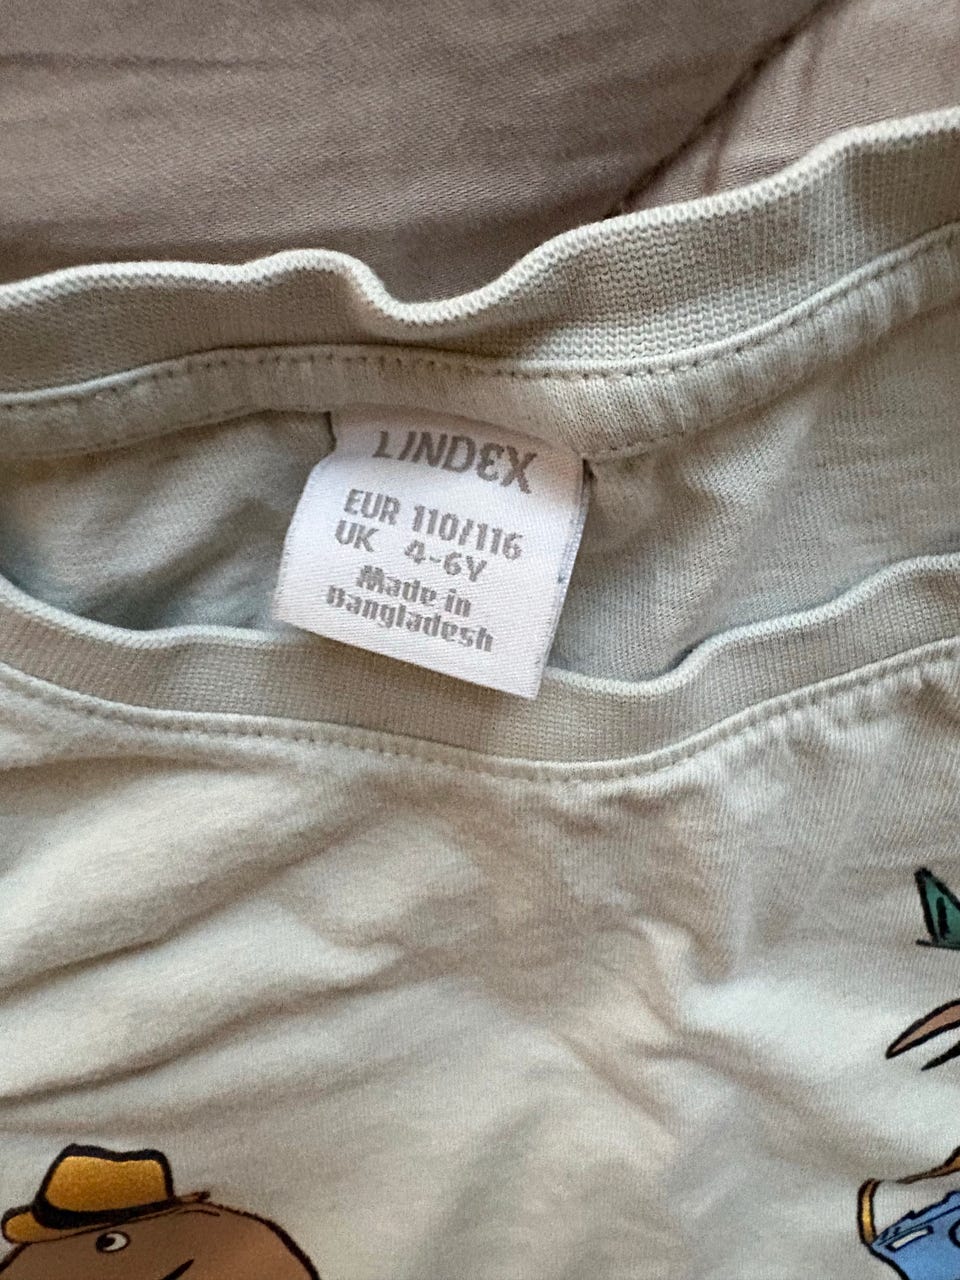 LINDEX
EUR 110/116
UK 4-6Y
Made in
Bangladesh